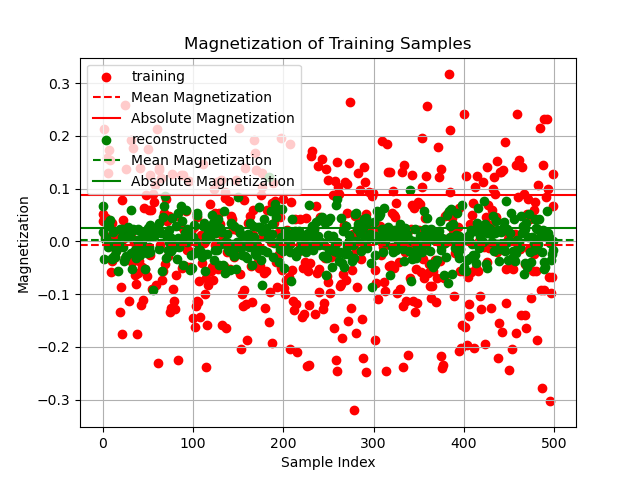 Magnetization of Training Samples
training
Mean Magnetization
Absolute Magnetization
reconstructed
Mean Magnetization
Absolute Magnetization
Magnetization
0.3
0.2
0.1
0.0
−0.1
−0.2
−0.3
0 100 200 300 400 500
Sample Index